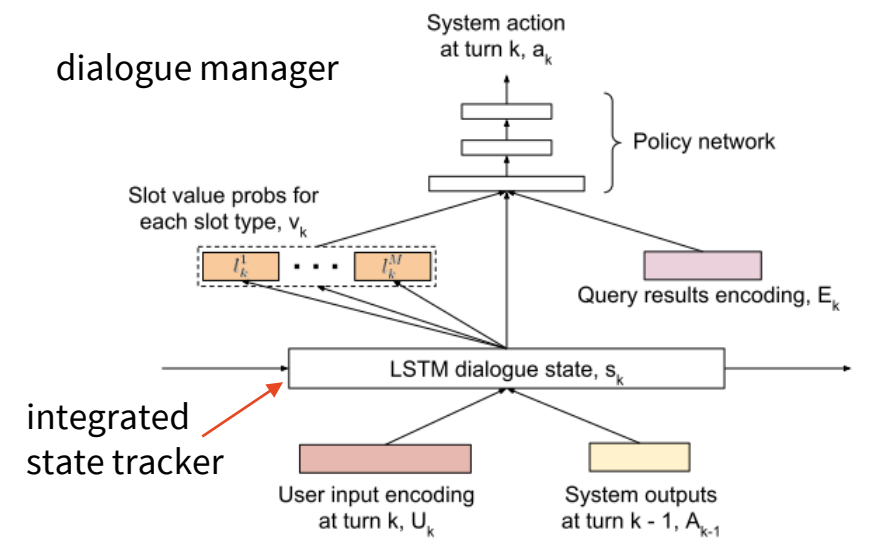 System action
at turn k, a_k
dialogue manager
Policy network
Slot value probs for
each slot type, v_k
l_k^1 ... l_k^M
Query results encoding, E_k
LSTM dialogue state, s_k
integrated
state tracker
User input encoding
at turn k, U_k
System outputs
at turn k - 1, A_k-1